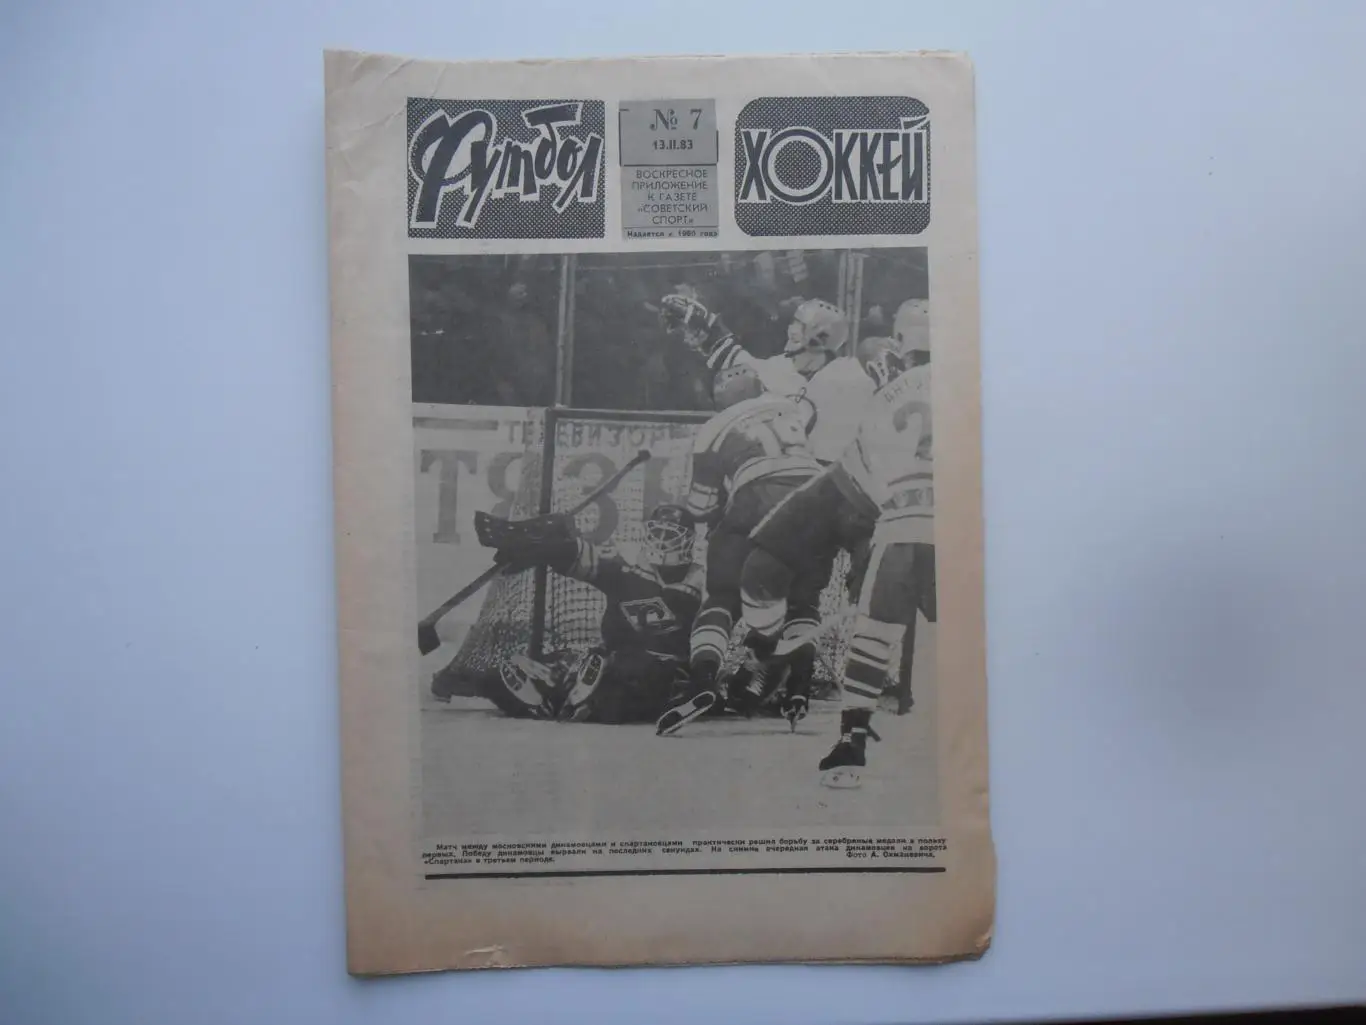 Футбол
№ 7
13.II.83
ВОСКРЕСНОЕ
ПРИЛОЖЕНИЕ
К ГАЗЕТЕ
«СОВЕТСКИЙ
СПОРТ»
Издается с 1960 года
ХОККЕЙ
ТЕЛЕВИЗОР
Матч между московскими динамовцами и спартаковцами практически решил борьбу за серебряные медали в пользу
первых. Победу динамовцы вырвали на последних секундах. На снимке очередная атака динамовцев на ворота
«Спартака» в третьем периоде. Фото А.